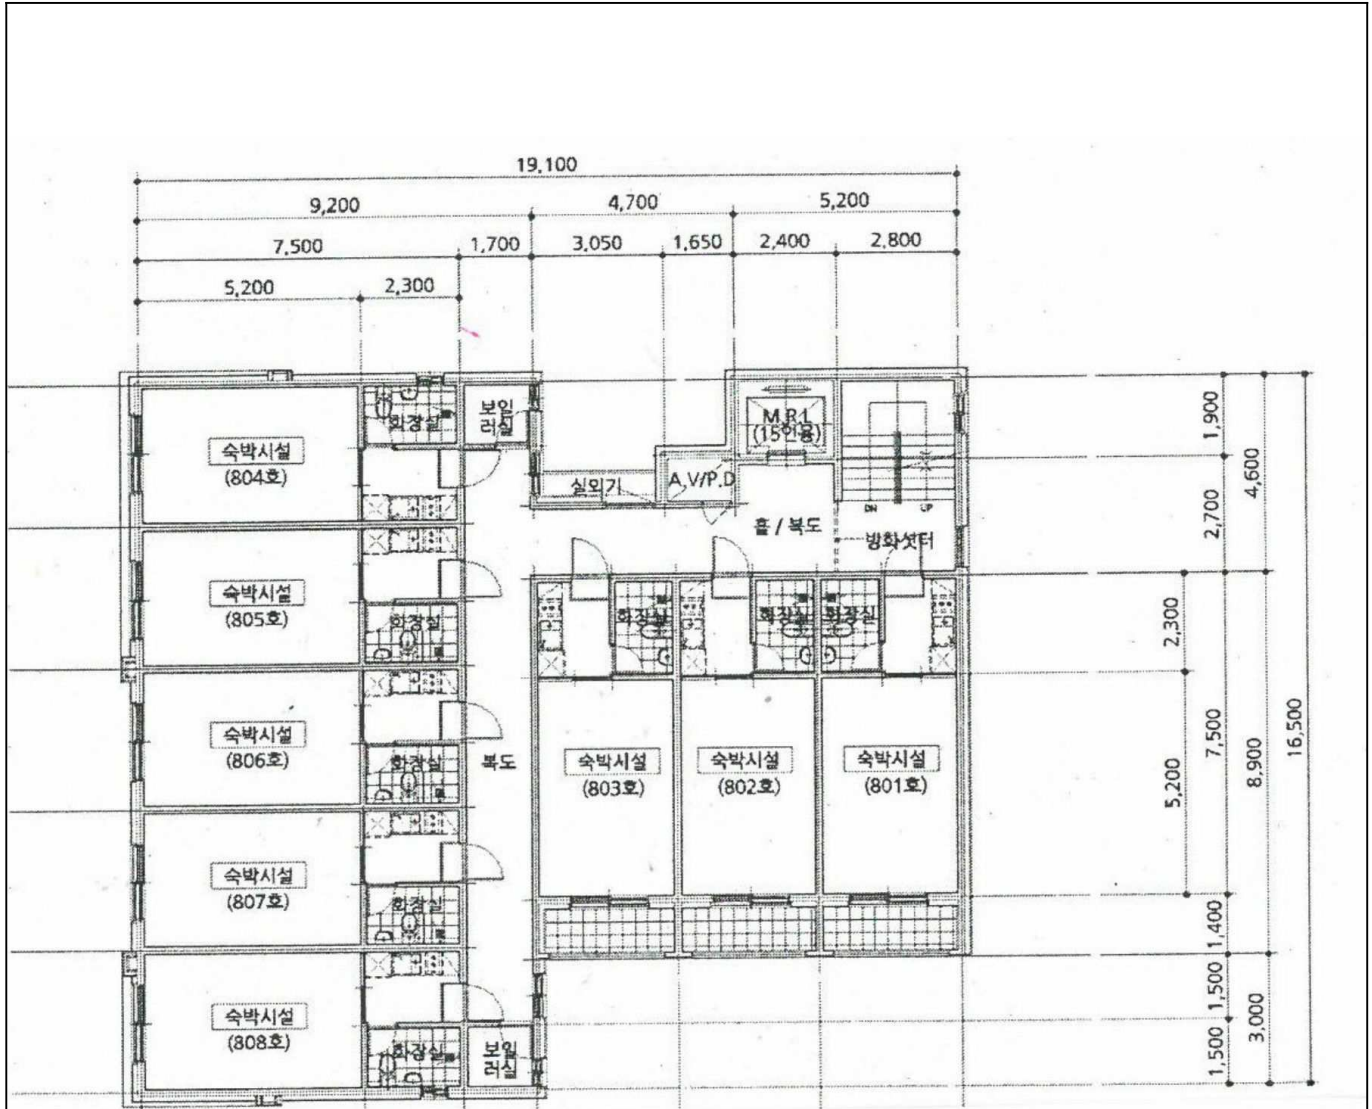 19,100
9,200
4,700
5,200
7,500
1,700
3,050
1,650
2,400
2,800
5,200
2,300
숙박시설
(804호)
화장실
보일
러실
실외기
A.V/P.D
M.R.L
(15인용)
홀 / 복도
DN
UP
방화셧터
숙박시설
(805호)
화장실
숙박시설
(806호)
화장실
복도
숙박시설
(807호)
화장실
숙박시설
(808호)
화장실
보일
러실
화장실
화장실
화장실
숙박시설
(803호)
숙박시설
(802호)
숙박시설
(801호)
1,900
2,700
4,600
2,300
5,200
7,500
1,400
8,900
16,500
1,500
1,500
3,000